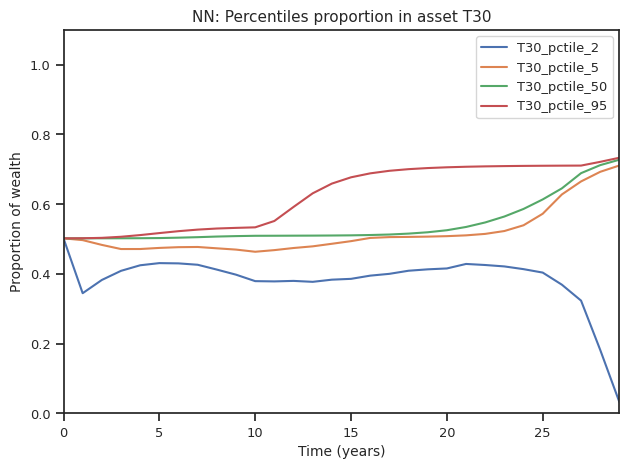 NN: Percentiles proportion in asset T30
1.0
0.8
0.6
0.4
0.2
0.0
Proportion of wealth
0 5 10 15 20 25
Time (years)
T30_pctile_2
T30_pctile_5
T30_pctile_50
T30_pctile_95